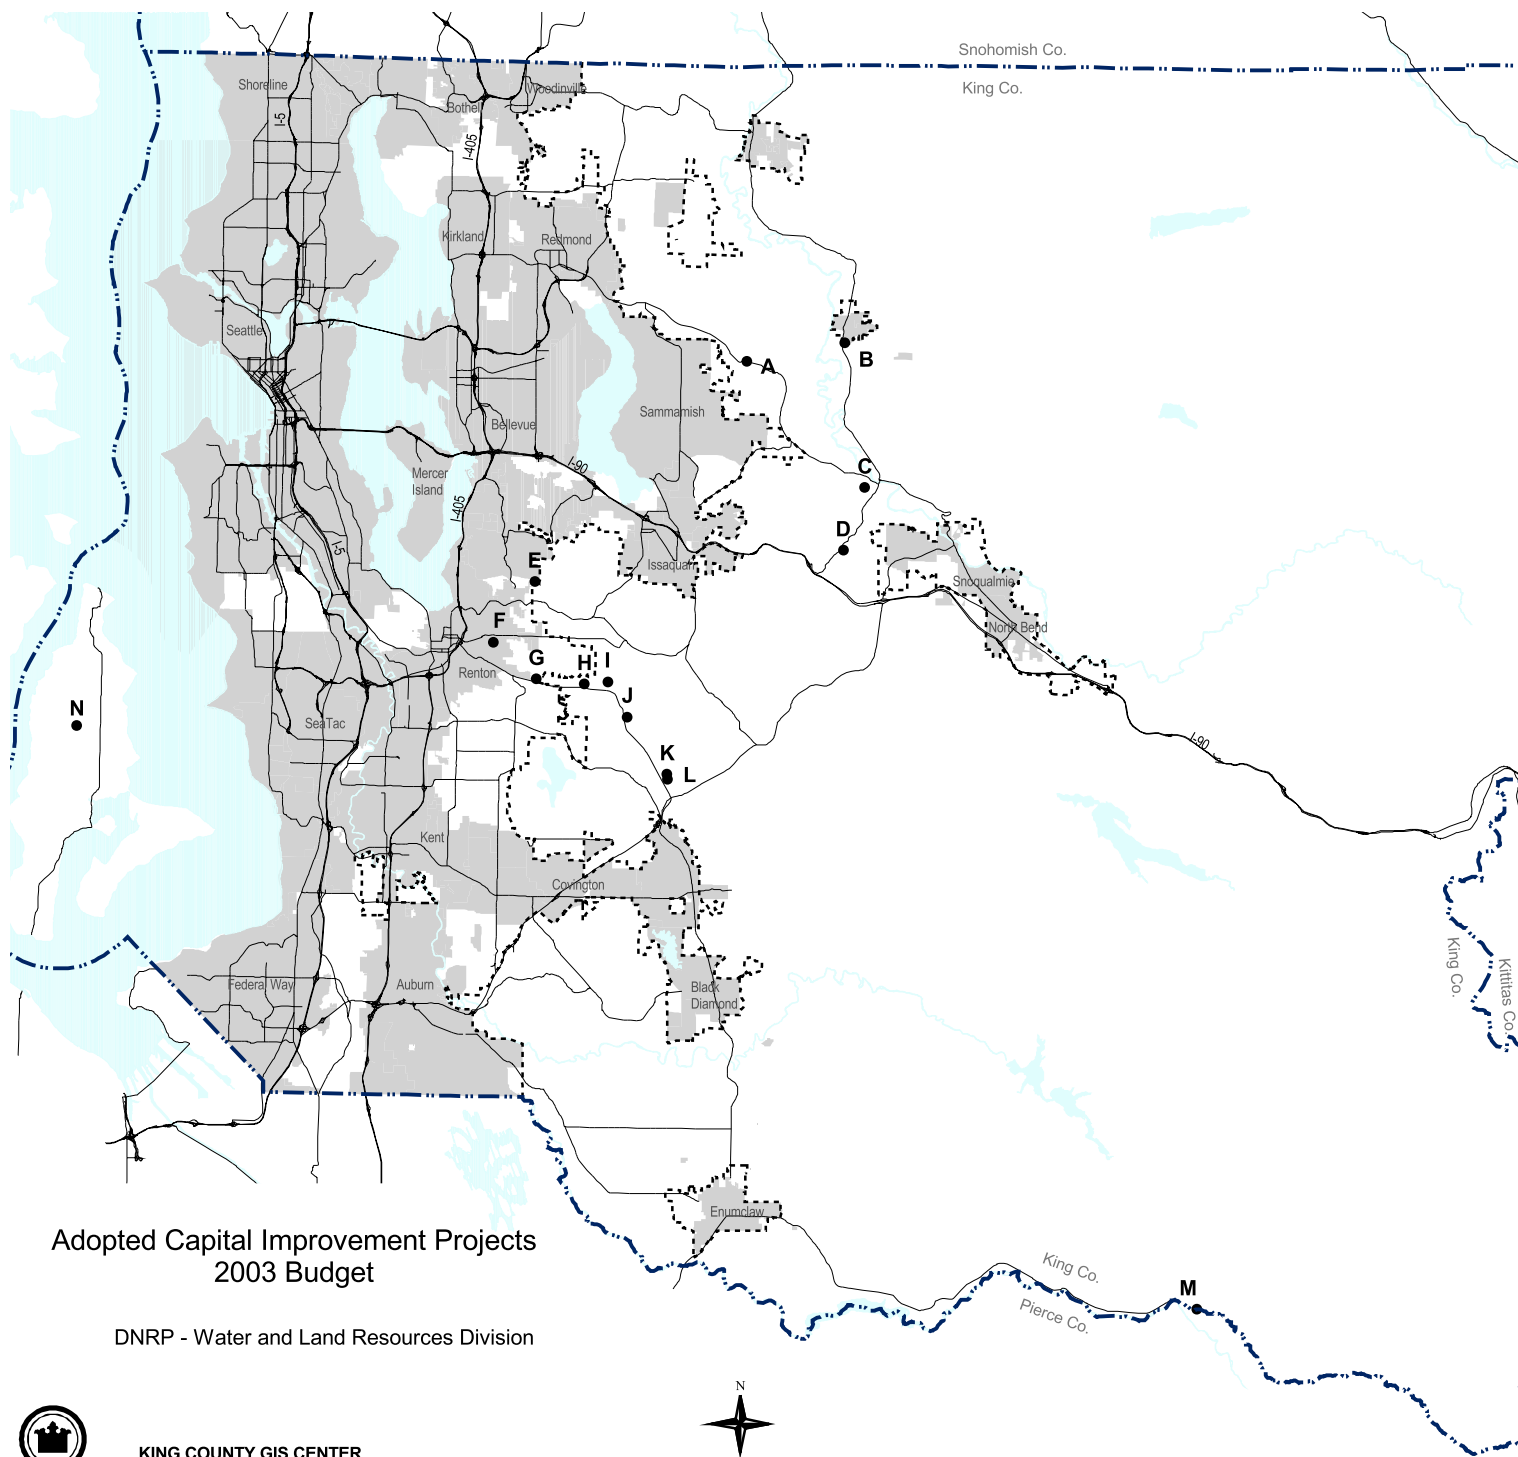 Snohomish Co.
King Co.
Shoreline
Bothell
Woodinville
I-5
I-405
Kirkland
Redmond
Seattle
A
B
Sammamish
Bellevue
I-90
Mercer
Island
I-405
C
D
I-5
E
Issaquah
Snoqualmie
North Bend
F
G
H
I
Renton
J
N
SeaTac
K
L
I-90
Kent
Covington
King Co.
Kittitas Co.
Federal Way
Auburn
Black
Diamond
Enumclaw
King Co.
Pierce Co.
M
Adopted Capital Improvement Projects
2003 Budget
DNRP - Water and Land Resources Division
N
KING COUNTY GIS CENTER